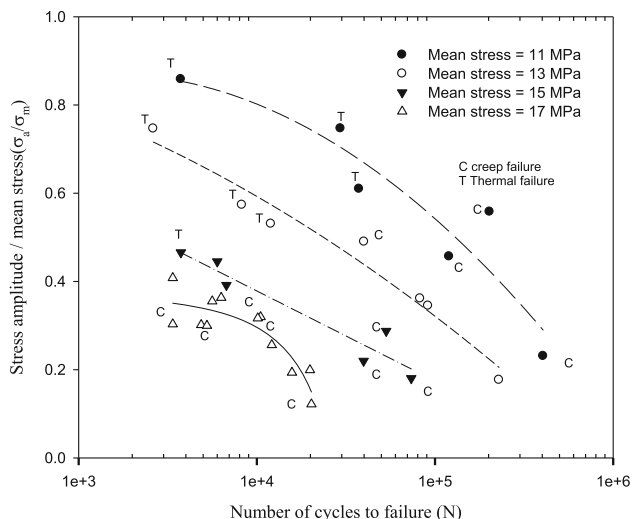 1.0
0.8
0.6
0.4
0.2
0.0
Stress amplitude / mean stress(σa/σm)
Mean stress = 11 MPa
Mean stress = 13 MPa
Mean stress = 15 MPa
Mean stress = 17 MPa
C creep failure
T Thermal failure
T
T
T
T
T
T
T
C
C
C
C
C
C
C
C
C
C
C
C
1e+3
1e+4
1e+5
1e+6
Number of cycles to failure (N)